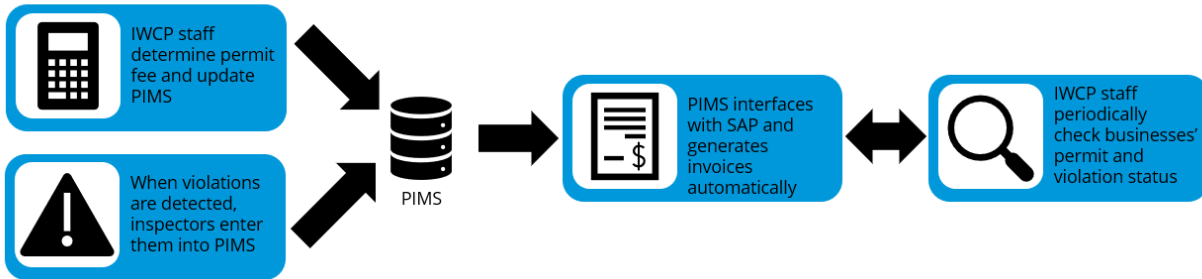 IWCP staff
determine permit
fee and update
PIMS
When violations
are detected,
inspectors enter
them into PIMS
PIMS
PIMS interfaces
with SAP and
generates
invoices
automatically
$
IWCP staff
periodically
check businesses’
permit and
violation status